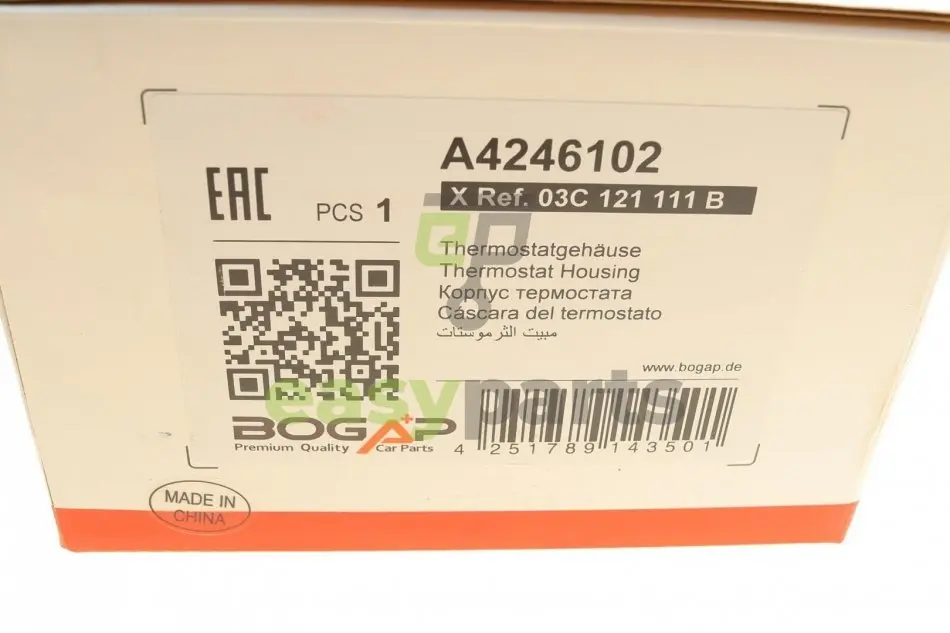 A4246102
X Ref. 03C 121 111 B
EAC
PCS 1
Thermostatgehäuse
Thermostat Housing
Корпус термостата
Cáscara del termostato
مبيت الثرموستات
www.bogap.de
easyparts
BOGAP
Premium Quality Car Parts
4 251789 143501
MADE IN
CHINA